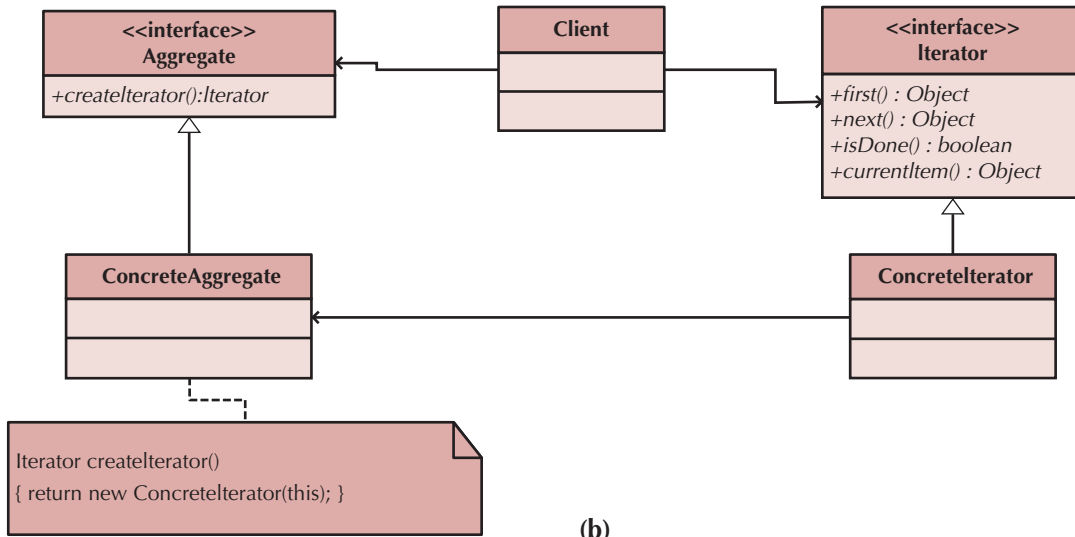 <<interface>>
Aggregate
+createIterator():Iterator
Client
<<interface>>
Iterator
+first() : Object
+next() : Object
+isDone() : boolean
+currentItem() : Object
ConcreteAggregate
ConcreteIterator
Iterator createIterator()
{ return new ConcreteIterator(this); }
(b)